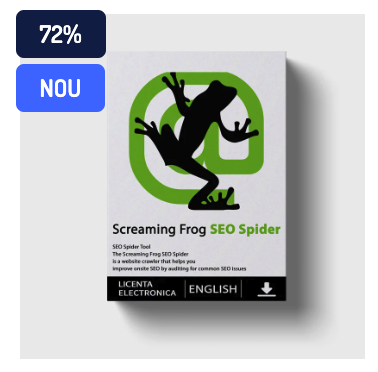 72%
NOU
Screaming Frog SEO Spider
SEO Spider Tool
The Screaming Frog SEO Spider
is a website crawler that helps you
improve onsite SEO by auditing for common SEO Issues
LICENTA
ELECTRONICA
ENGLISH